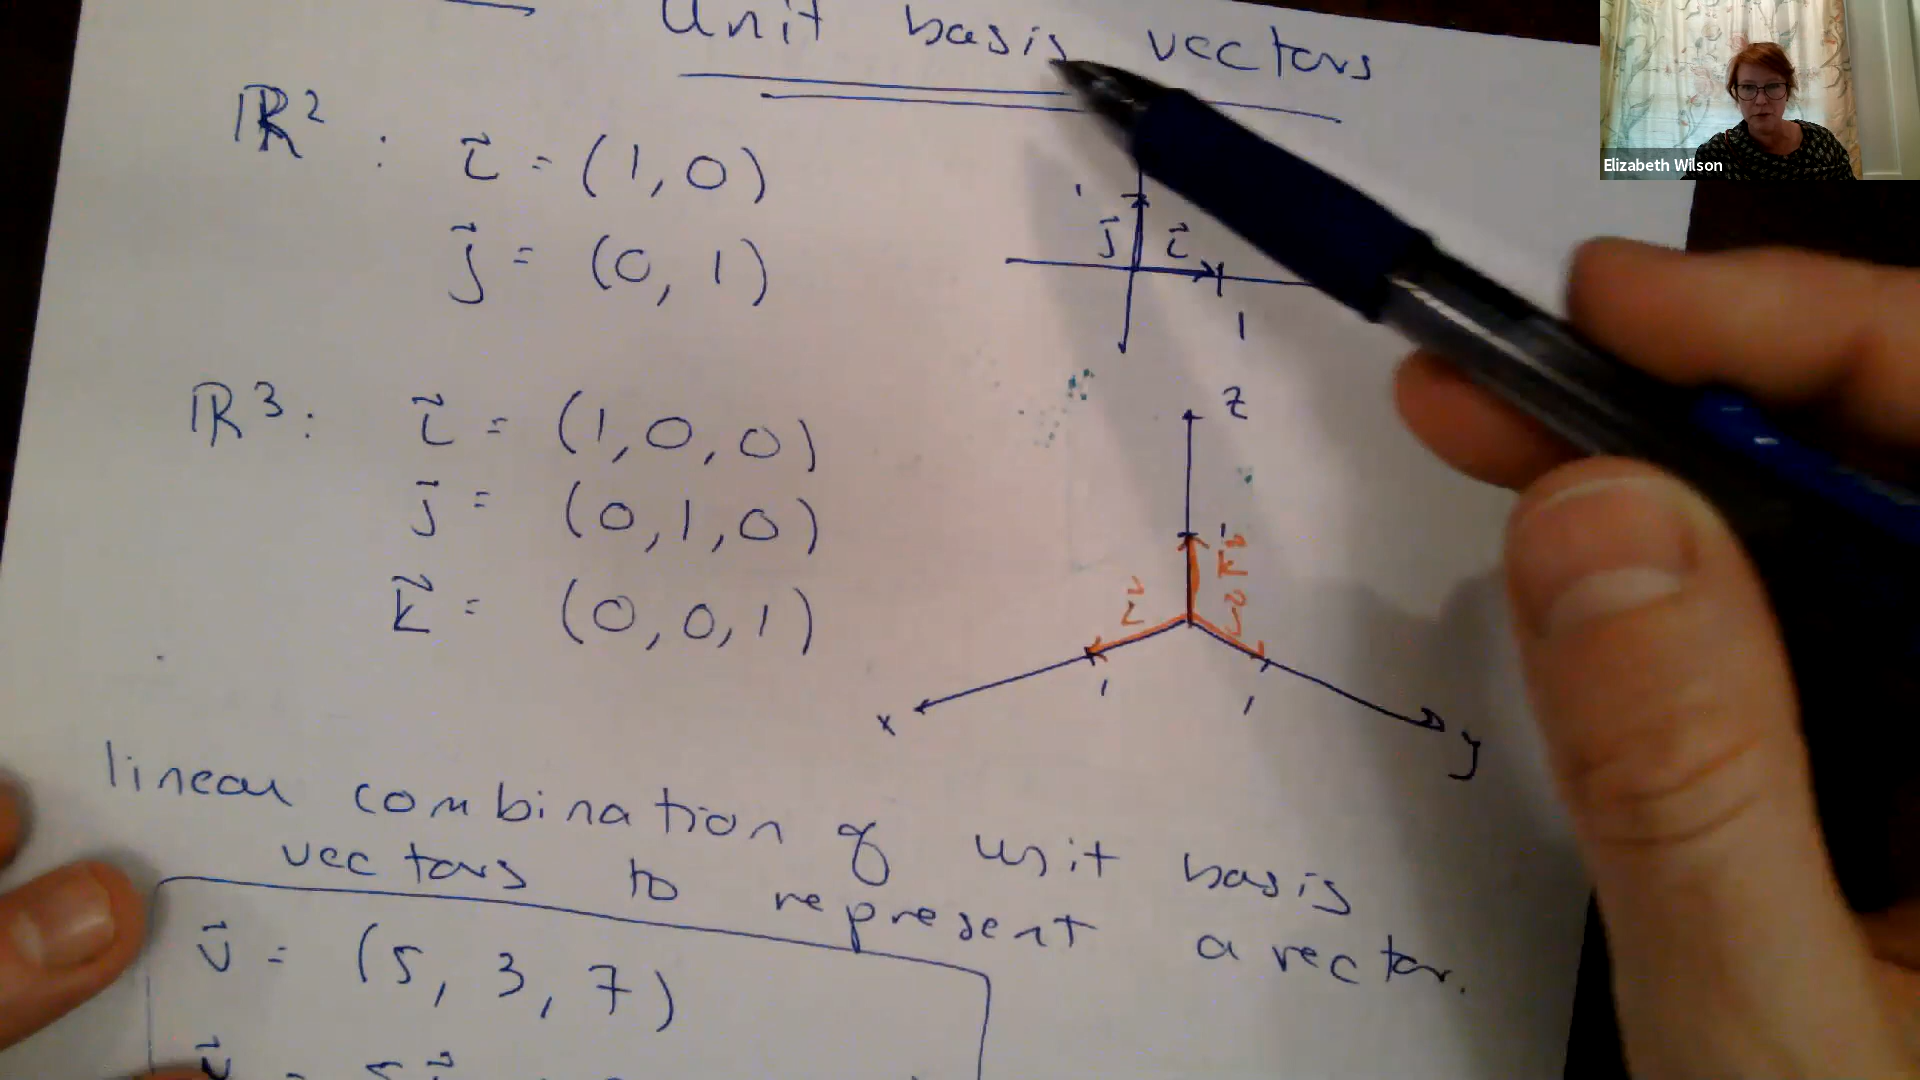 Unit basis vectors
ℝ² : i⃗ = (1, 0)
j⃗ = (0, 1)
1
j⃗ i⃗
1
ℝ³ : i⃗ = (1, 0, 0)
j⃗ = (0, 1, 0)
k⃗ = (0, 0, 1)
z
1
k⃗
i⃗ j⃗
1 1
x y
linear combination of unit basis
vectors to represent a vector.
v⃗ = (5, 3, 7)
Elizabeth Wilson